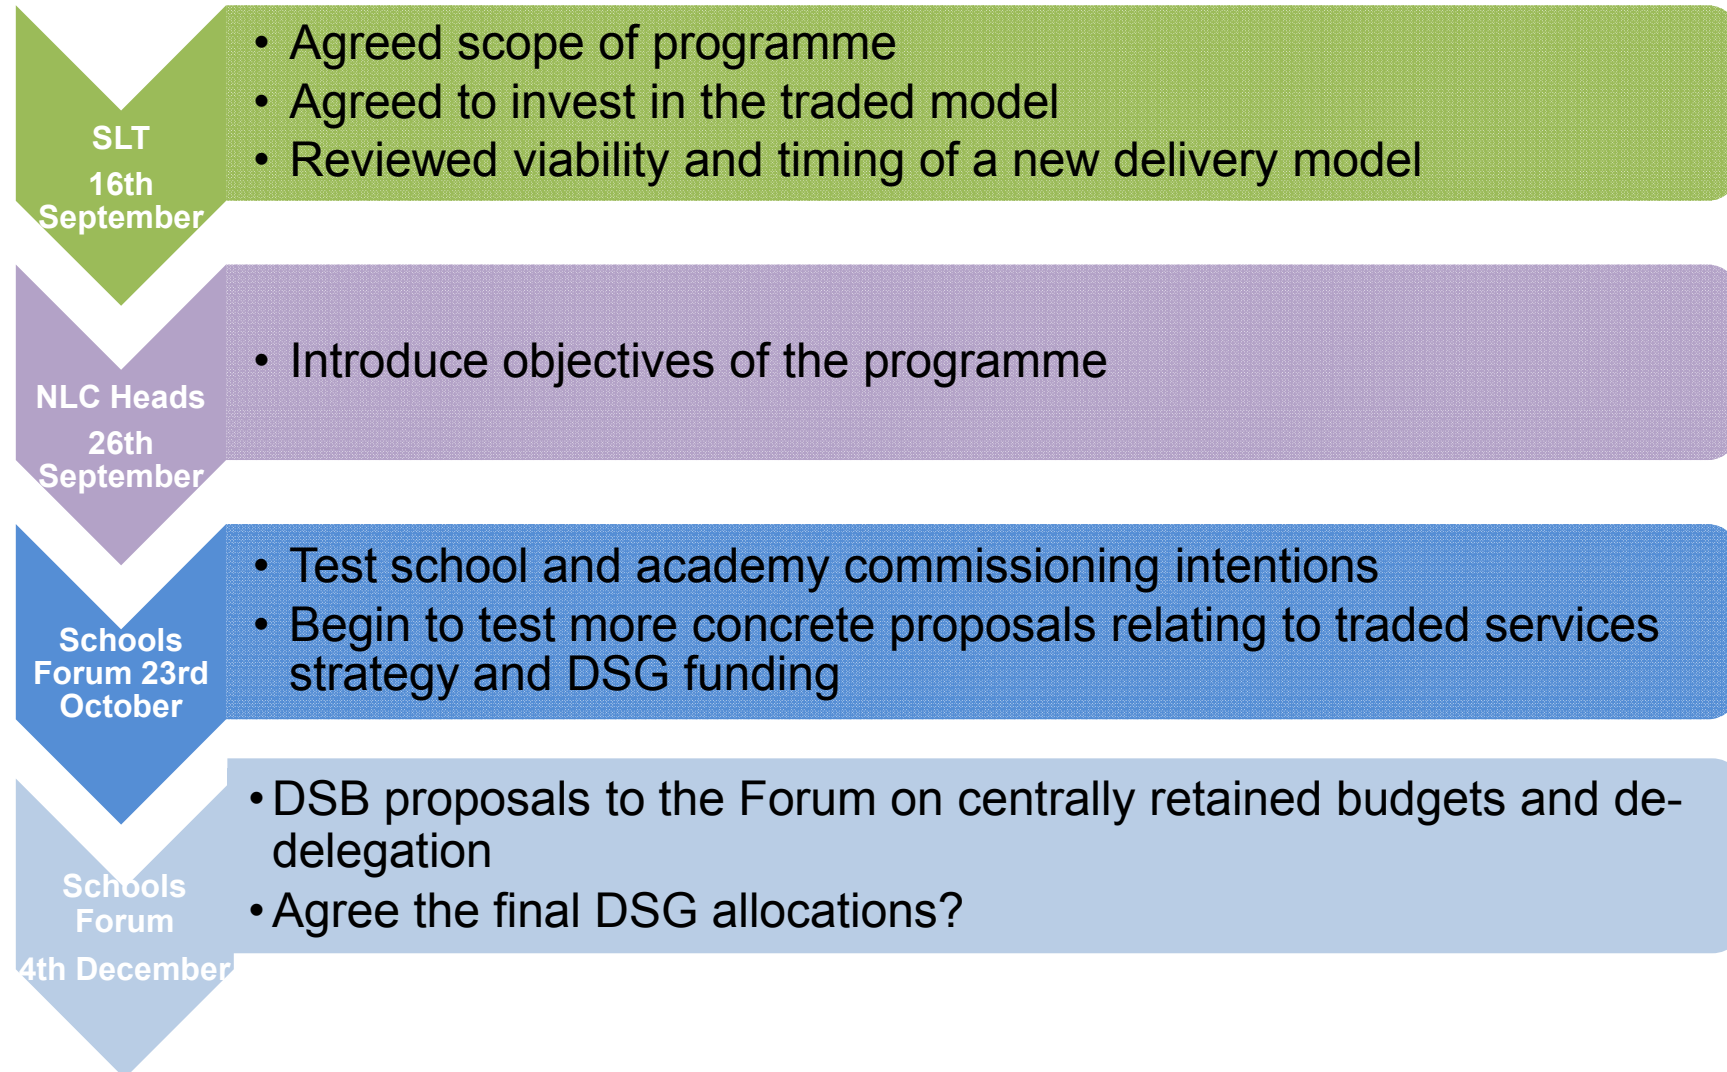 SLT
16th
September
• Agreed scope of programme
• Agreed to invest in the traded model
• Reviewed viability and timing of a new delivery model
NLC Heads
26th
September
• Introduce objectives of the programme
Schools
Forum 23rd
October
• Test school and academy commissioning intentions
• Begin to test more concrete proposals relating to traded services
strategy and DSG funding
Schools
Forum
4th December
• DSB proposals to the Forum on centrally retained budgets and de-
delegation
• Agree the final DSG allocations?